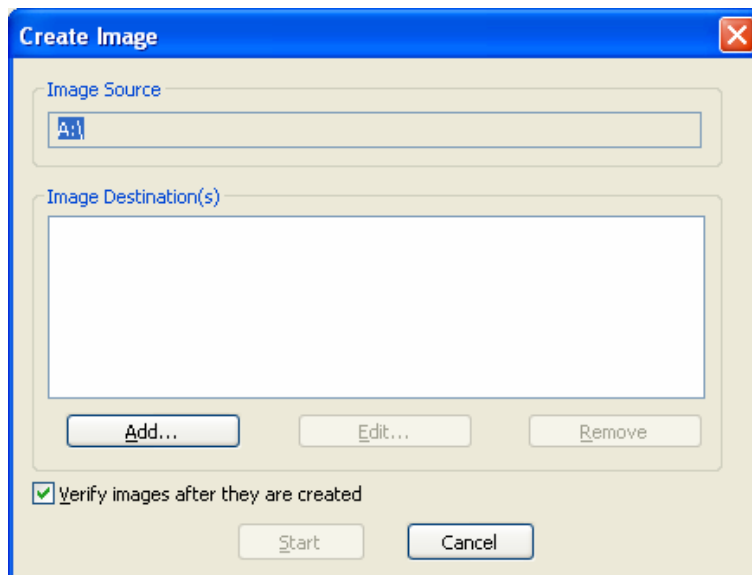 Create Image
Image Source
A:\
Image Destination(s)
Add... Edit... Remove
Verify images after they are created
Start Cancel